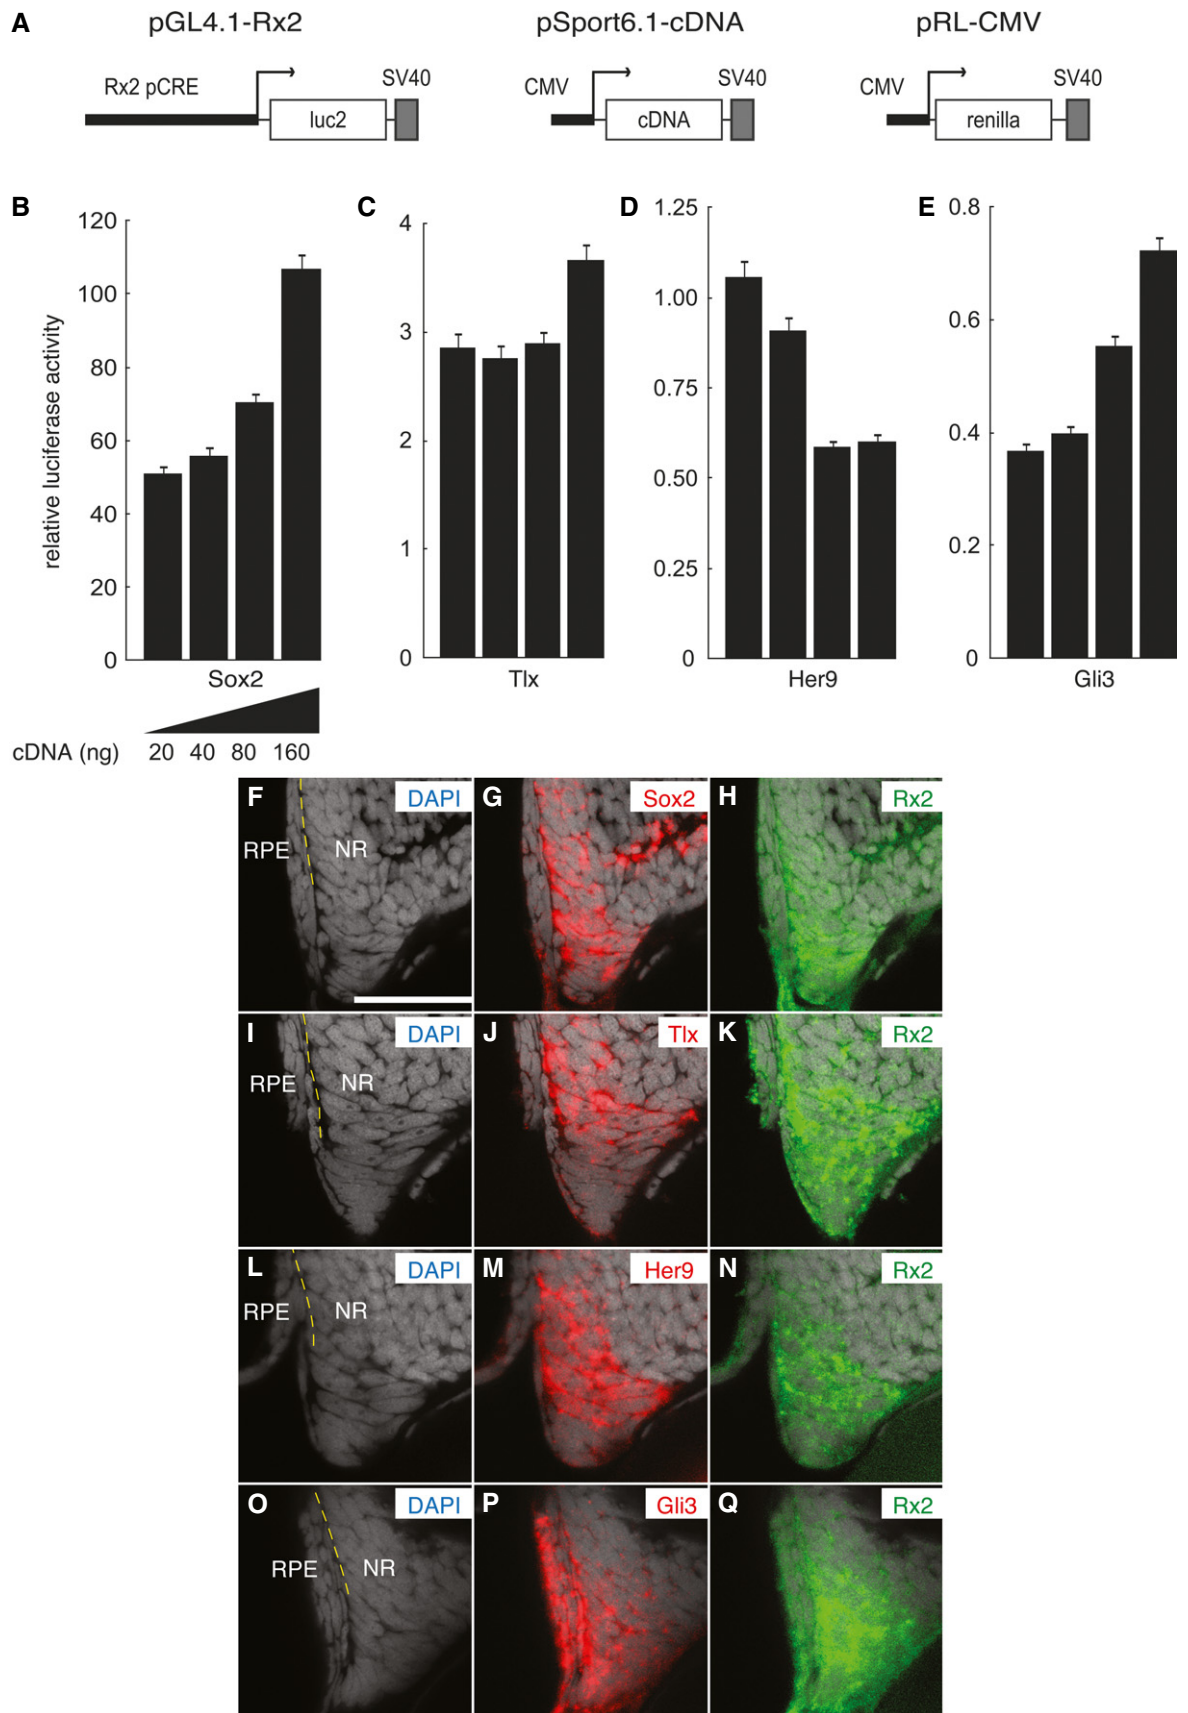 A
pGL4.1-Rx2
pSport6.1-cDNA
pRL-CMV
Rx2 pCRE
luc2
SV40
CMV
cDNA
SV40
CMV
renilla
SV40
B
relative luciferase activity
120
100
80
60
40
20
0
Sox2
cDNA (ng) 20 40 80 160
C
4
3
2
1
0
Tlx
D
1.25
1.00
0.75
0.50
0.25
0
Her9
E
0.8
0.6
0.4
0.2
0
Gli3
F DAPI
RPE NR
G Sox2
H Rx2
I DAPI
RPE NR
J Tlx
K Rx2
L DAPI
RPE NR
M Her9
N Rx2
O DAPI
RPE NR
P Gli3
Q Rx2